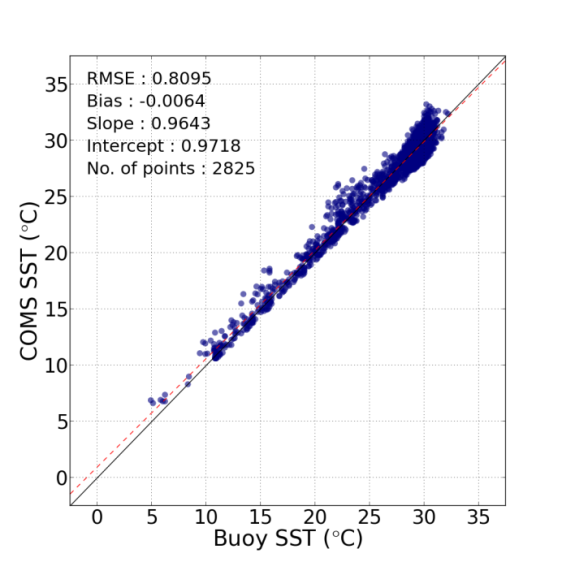 RMSE : 0.8095
Bias : -0.0064
Slope : 0.9643
Intercept : 0.9718
No. of points : 2825
35
30
25
20
15
10
5
0
COMS SST (°C)
0 5 10 15 20 25 30 35
Buoy SST (°C)